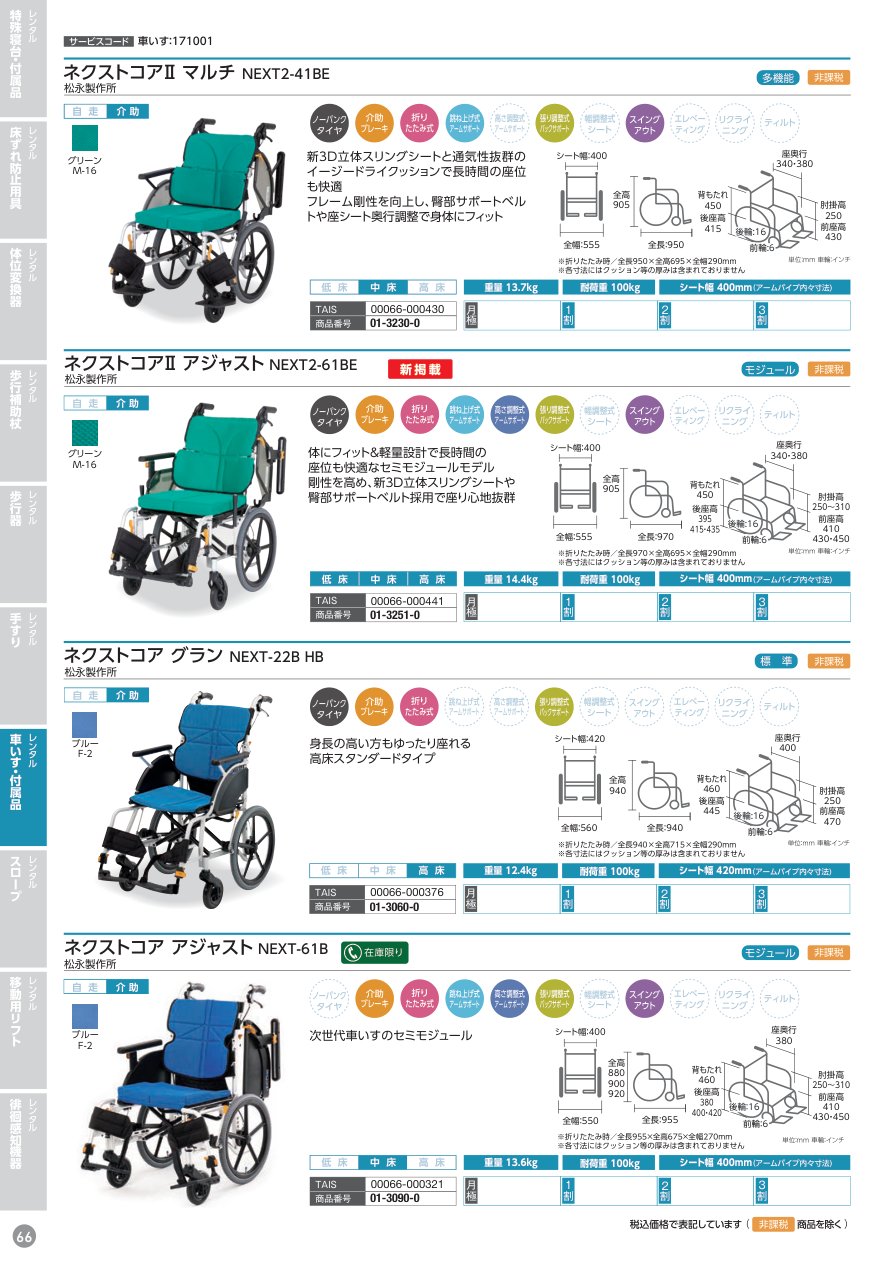 レンタル
特殊寝台・付属品
レンタル
床ずれ防止用具
レンタル
体位変換器
レンタル
歩行補助杖
レンタル
歩行器
レンタル
手すり
レンタル
車いす・付属品
レンタル
スロープ
レンタル
移動用リフト
レンタル
徘徊感知機器
66
サービスコード 車いす:171001
ネクストコアⅡ マルチ NEXT2-41BE
松永製作所
多機能 非課税
自走 介助
グリーン
M-16
ノーパンクタイヤ 介助ブレーキ 折りたたみ式 跳ね上げ式アームサポート 高さ調整式アームサポート 張り調整式バックサポート 幅調整式シート スイングアウト エレベーティング リクライニング ティルト
新3D立体スリングシートと通気性抜群の
イージードライクッションで長時間の座位
も快適
フレーム剛性を向上し、臀部サポートベル
トや座シート奥行調整で身体にフィット
シート幅:400
全幅:555
全高
905
全長:950
座奥行
340・380
背もたれ
450
後座高
415
後輪:16
前輪:6
肘掛高
250
前座高
430
※折りたたみ時/全長950×全高695×全幅290mm
単位:mm 車輪:インチ
※各寸法にはクッション等の厚みは含まれておりません
低床 中床 高床
重量 13.7kg 耐荷重 100kg シート幅 400mm(アームパイプ内々寸法)
TAIS 00066-000430
商品番号 01-3230-0
月極 1割 2割 3割
ネクストコアⅡ アジャスト NEXT2-61BE
新掲載
松永製作所
モジュール 非課税
自走 介助
グリーン
M-16
ノーパンクタイヤ 介助ブレーキ 折りたたみ式 跳ね上げ式アームサポート 高さ調整式アームサポート 張り調整式バックサポート 幅調整式シート スイングアウト エレベーティング リクライニング ティルト
体にフィット&軽量設計で長時間の
座位も快適なセミモジュールモデル
剛性を高め、新3D立体スリングシートや
臀部サポートベルト採用で座り心地抜群
シート幅:400
全幅:555
全高
905
全長:970
座奥行
340・380
背もたれ
450
後座高
395
415・435
後輪:16
前輪:6
肘掛高
250〜310
前座高
410
430・450
※折りたたみ時/全長970×全高695×全幅290mm
単位:mm 車輪:インチ
※各寸法にはクッション等の厚みは含まれておりません
低床 中床 高床
重量 14.4kg 耐荷重 100kg シート幅 400mm(アームパイプ内々寸法)
TAIS 00066-000441
商品番号 01-3251-0
月極 1割 2割 3割
ネクストコア グラン NEXT-22B HB
松永製作所
標準 非課税
自走 介助
ブルー
F-2
ノーパンクタイヤ 介助ブレーキ 折りたたみ式 跳ね上げ式アームサポート 高さ調整式アームサポート 張り調整式バックサポート 幅調整式シート スイングアウト エレベーティング リクライニング ティルト
身長の高い方もゆったり座れる
高床スタンダードタイプ
シート幅:420
全幅:560
全高
940
全長:940
座奥行
400
背もたれ
460
後座高
445
後輪:16
前輪:6
肘掛高
250
前座高
470
※折りたたみ時/全長940×全高715×全幅290mm
単位:mm 車輪:インチ
※各寸法にはクッション等の厚みは含まれておりません
低床 中床 高床
重量 12.4kg 耐荷重 100kg シート幅 420mm(アームパイプ内々寸法)
TAIS 00066-000376
商品番号 01-3060-0
月極 1割 2割 3割
ネクストコア アジャスト NEXT-61B
在庫限り
松永製作所
モジュール 非課税
自走 介助
ブルー
F-2
ノーパンクタイヤ 介助ブレーキ 折りたたみ式 跳ね上げ式アームサポート 高さ調整式アームサポート 張り調整式バックサポート 幅調整式シート スイングアウト エレベーティング リクライニング ティルト
次世代車いすのセミモジュール
シート幅:400
全幅:550
全高
880
900
920
全長:955
座奥行
380
背もたれ
460
後座高
380
400・420
後輪:16
前輪:6
肘掛高
250〜310
前座高
410
430・450
※折りたたみ時/全長955×全高675×全幅270mm
単位:mm 車輪:インチ
※各寸法にはクッション等の厚みは含まれておりません
低床 中床 高床
重量 13.6kg 耐荷重 100kg シート幅 400mm(アームパイプ内々寸法)
TAIS 00066-000321
商品番号 01-3090-0
月極 1割 2割 3割
税込価格で表記しています(非課税 商品を除く)